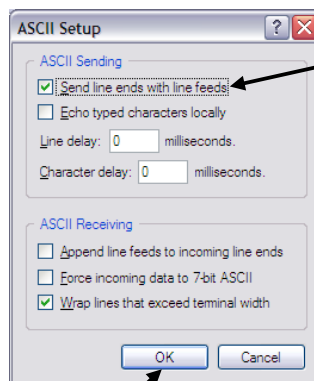 ASCII Setup
ASCII Sending
Send line ends with line feeds
Echo typed characters locally
Line delay: 0 milliseconds.
Character delay: 0 milliseconds.
ASCII Receiving
Append line feeds to incoming line ends
Force incoming data to 7-bit ASCII
Wrap lines that exceed terminal width
OK Cancel